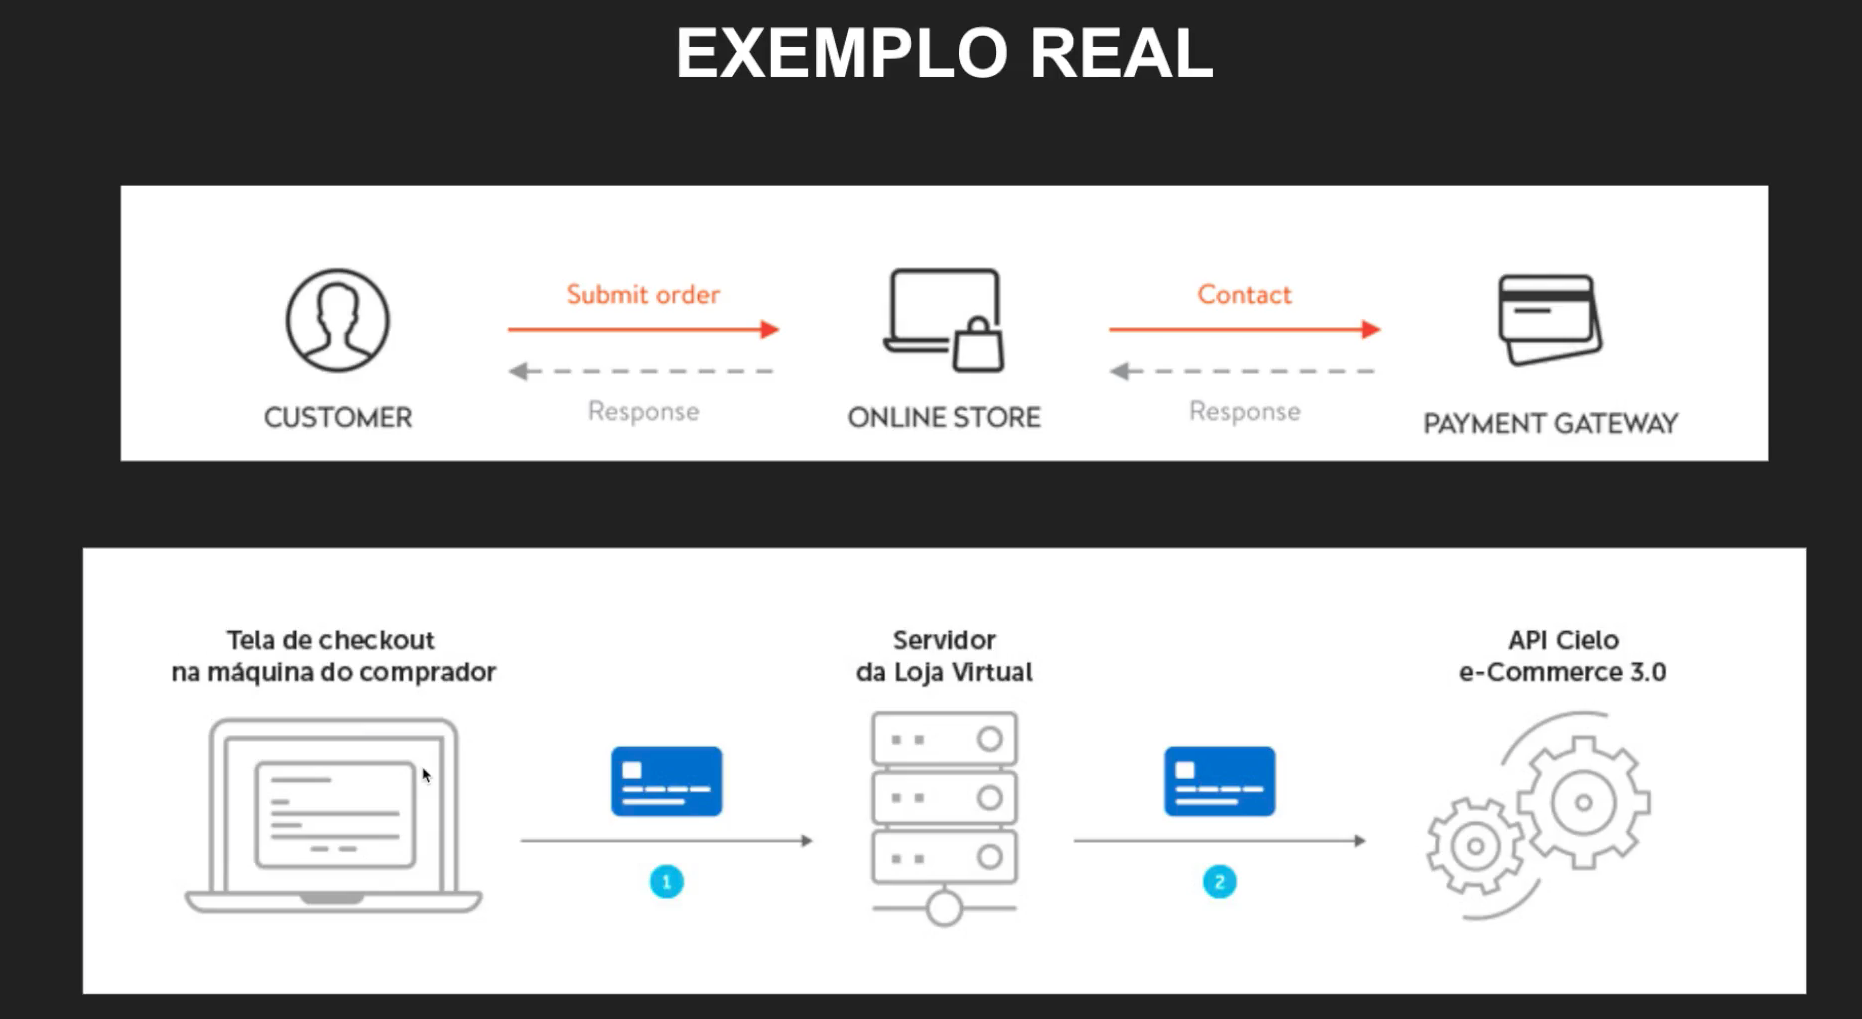 EXEMPLO REAL
Submit order
Contact
CUSTOMER
Response
ONLINE STORE
Response
PAYMENT GATEWAY
Tela de checkout
na máquina do comprador
Servidor
da Loja Virtual
API Cielo
e-Commerce 3.0
1
2